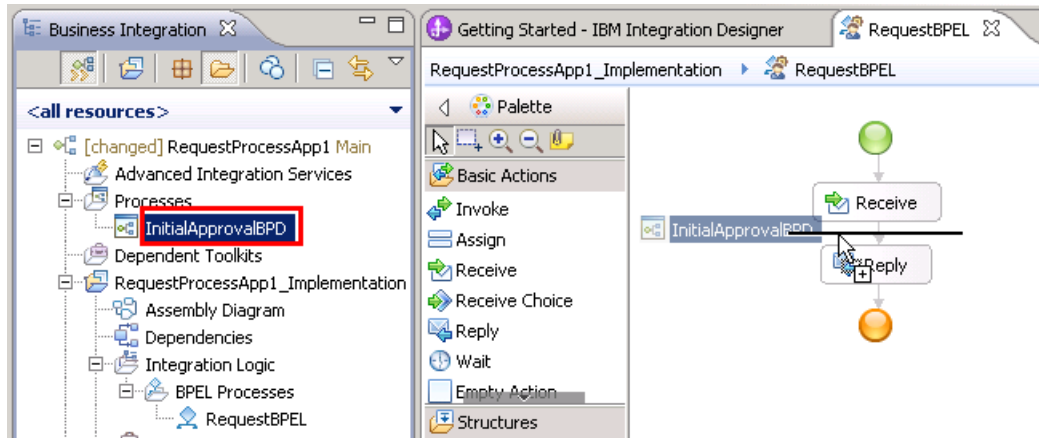 Business Integration
<all resources>
[changed] RequestProcessApp1 Main
Advanced Integration Services
Processes
InitialApprovalBPD
Dependent Toolkits
RequestProcessApp1_Implementation
Assembly Diagram
Dependencies
Integration Logic
BPEL Processes
RequestBPEL
Getting Started - IBM Integration Designer
RequestBPEL
RequestProcessApp1_Implementation
RequestBPEL
Palette
Basic Actions
Invoke
Assign
Receive
Receive Choice
Reply
Wait
Empty Action
Structures
Receive
InitialApprovalBPD
Reply